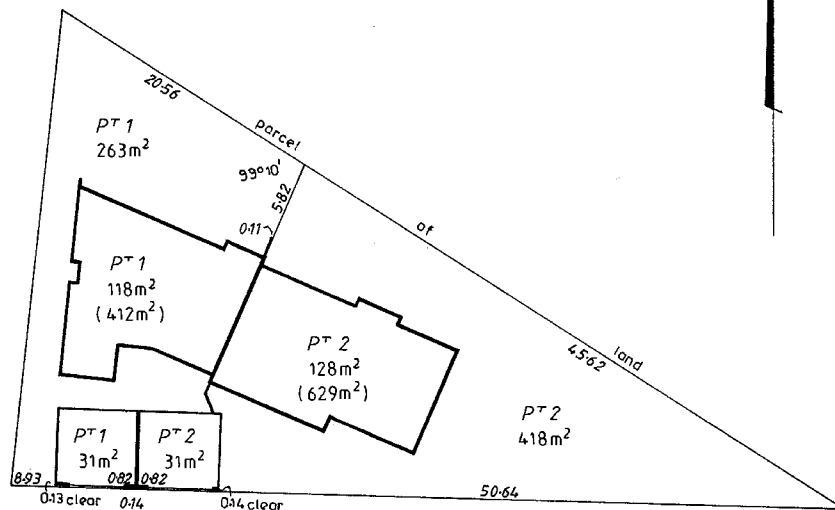 20·56
parcel
of
land
PT 1
263m²
99°10'
5·82
0·11
PT 1
118m²
(412m²)
PT 2
128m²
(629m²)
45·62
PT 2
418m²
PT 1
31m²
PT 2
31m²
8·93
0·82
0·82
0·13 clear
0·14
0·14 clear
50·64